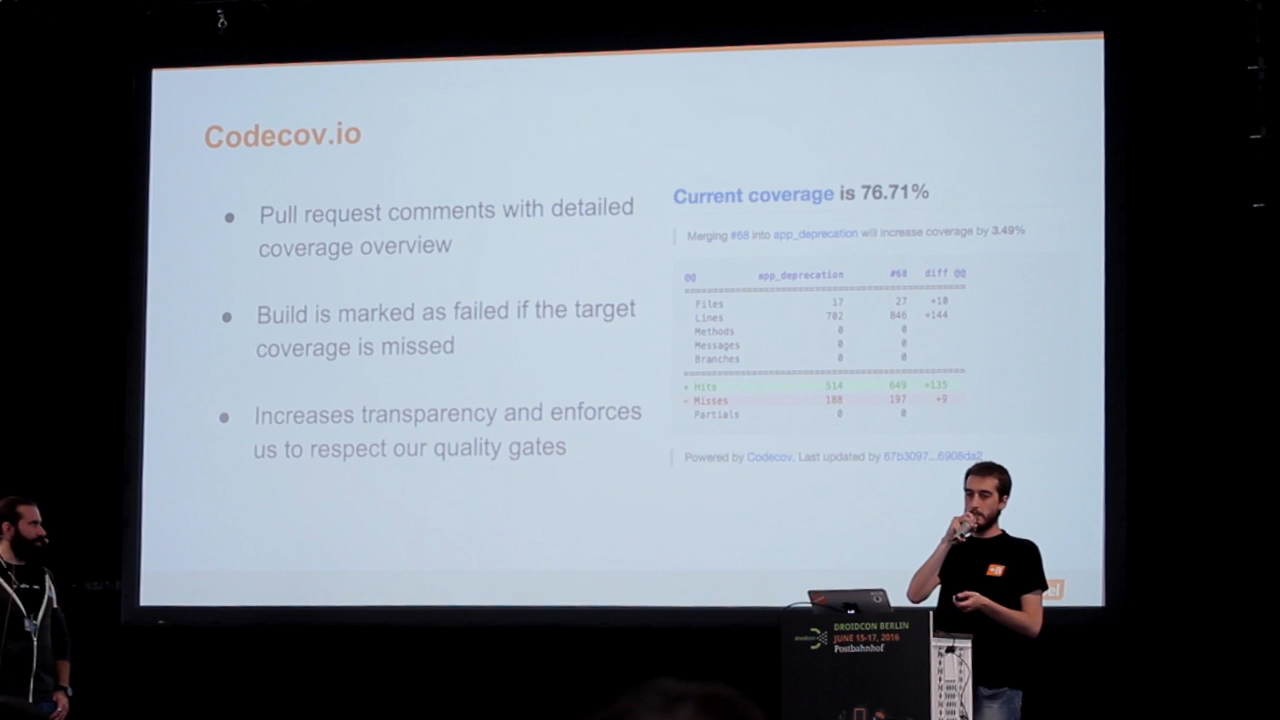 Codecov.io
● Pull request comments with detailed
coverage overview
● Build is marked as failed if the target
coverage is missed
● Increases transparency and enforces
us to respect our quality gates
Current coverage is 76.71%
Merging #68 into app_deprecation will increase coverage by 3.49%
@@ app_deprecation #68 diff @@
==========================================
Files 17 27 +10
Lines 702 846 +144
Methods 0 0
Messages 0 0
Branches 0 0
==========================================
+ Hits 514 649 +135
- Misses 188 197 +9
Partials 0 0
Powered by Codecov. Last updated by 67b3097...6908da2
el
droidcon
DROIDCON BERLIN
JUNE 15-17, 2016
Postbahnhof